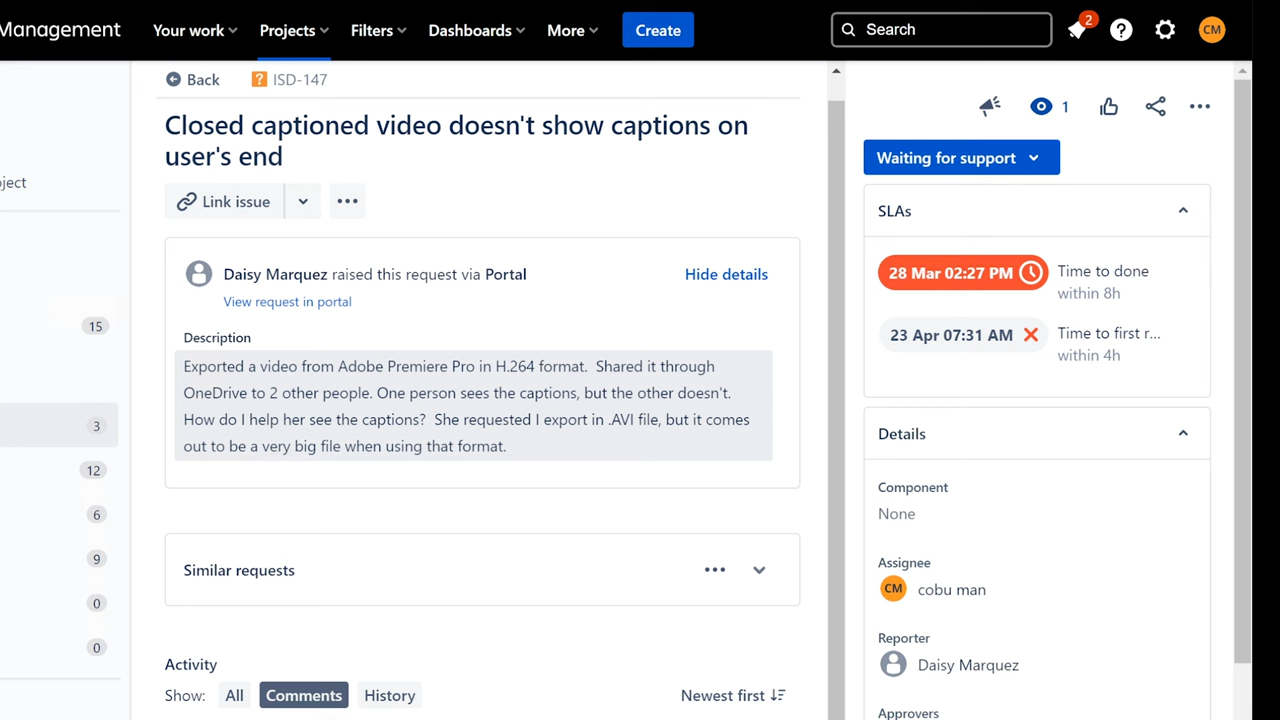 Management
Your work
Projects
Filters
Dashboards
More
Create
Search
2
CM
Back
ISD-147
Closed captioned video doesn't show captions on
user's end
Link issue
Daisy Marquez raised this request via Portal
Hide details
View request in portal
Description
Exported a video from Adobe Premiere Pro in H.264 format.  Shared it through
OneDrive to 2 other people. One person sees the captions, but the other doesn't.
How do I help her see the captions?  She requested I export in .AVI file, but it comes
out to be a very big file when using that format.
Similar requests
Activity
Show:
All
Comments
History
Newest first
oject
15
3
12
6
9
0
0
1
Waiting for support
SLAs
28 Mar 02:27 PM
Time to done
within 8h
23 Apr 07:31 AM
Time to first r...
within 4h
Details
Component
None
Assignee
CM
cobu man
Reporter
Daisy Marquez
Approvers